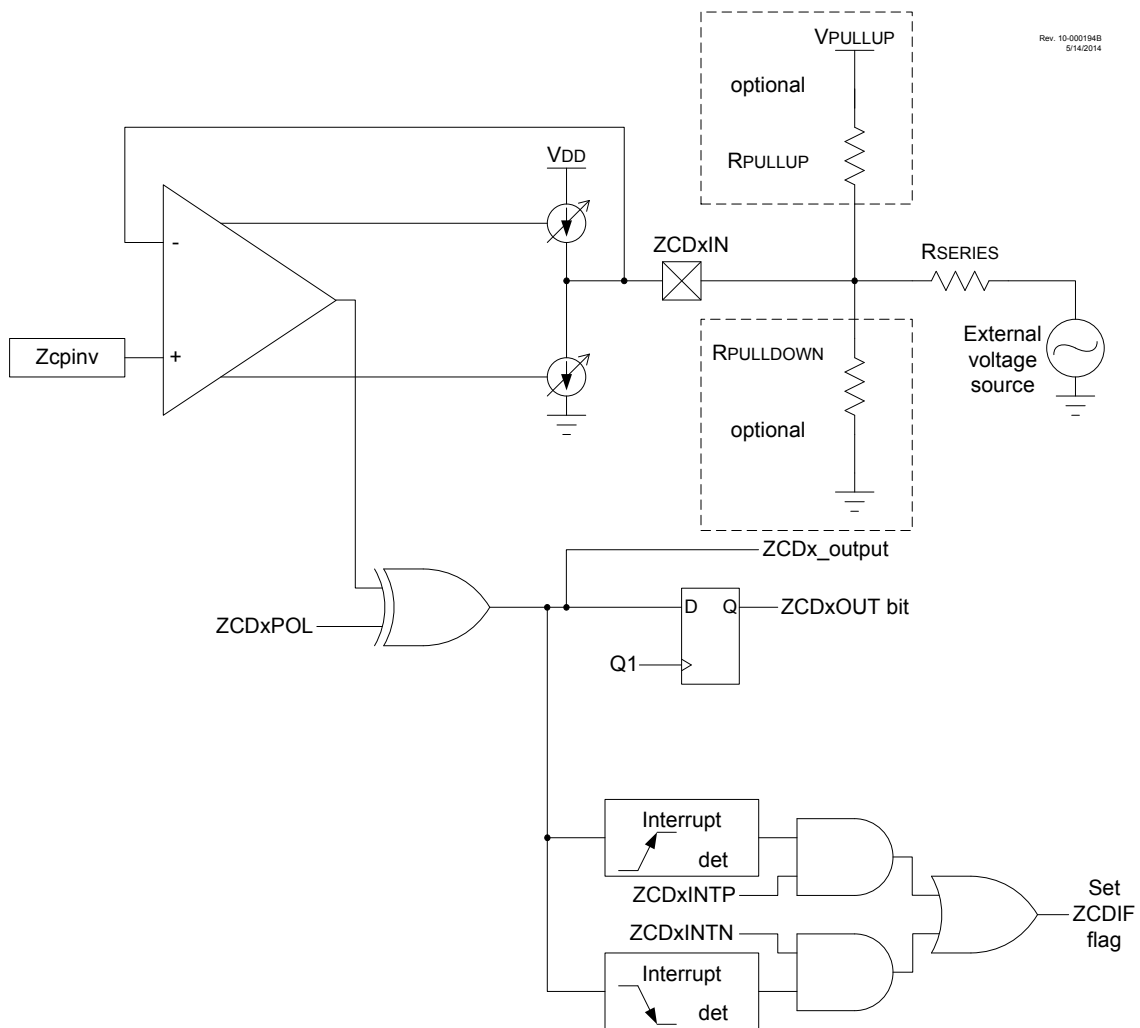 VPULLUP
Rev. 10-000194B
5/14/2014
optional
VDD
RPULLUP
-
ZCDxIN
RSERIES
Zcpinv
+
RPULLDOWN
External
voltage
source
optional
ZCDx_output
D
Q
ZCDxOUT bit
ZCDxPOL
Q1
Interrupt
det
ZCDxINTP
Set
ZCDIF
flag
ZCDxINTN
Interrupt
det